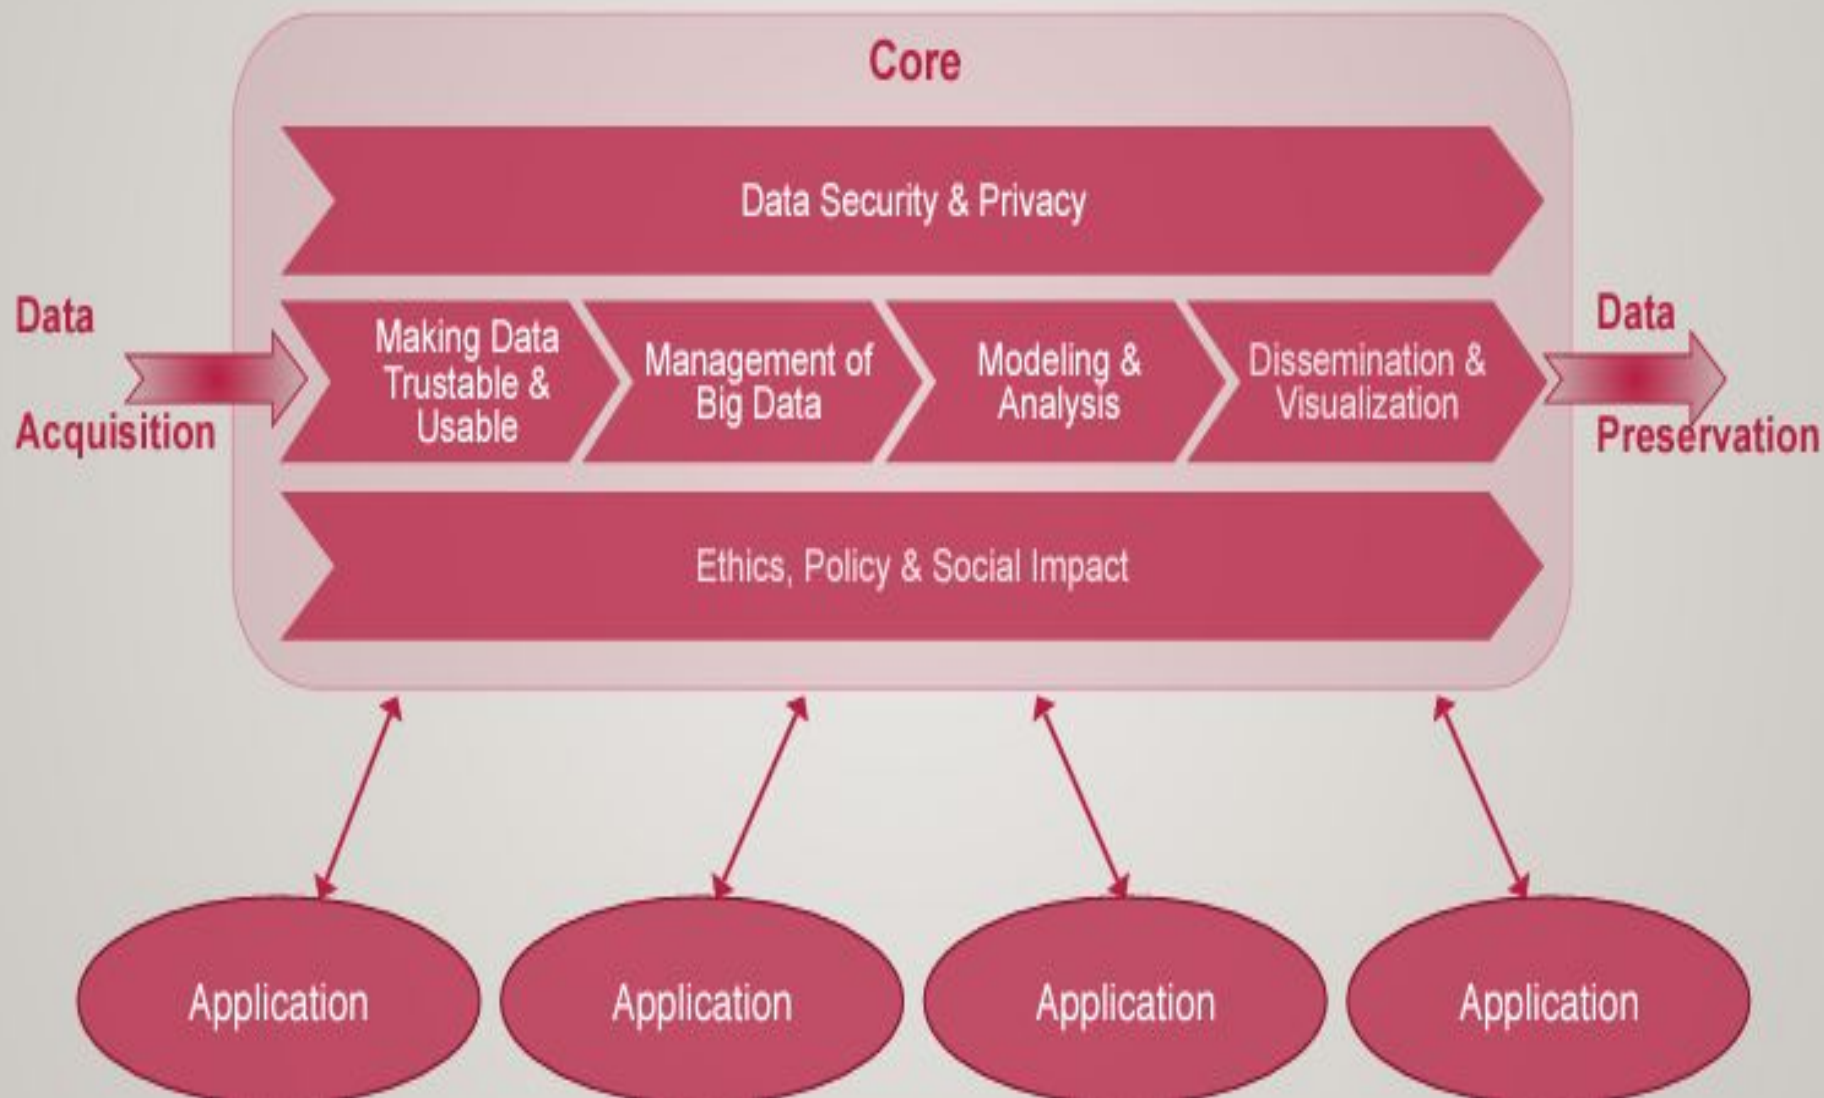 Core
Data Security & Privacy
Data
Acquisition
Making Data
Trustable &
Usable
Management of
Big Data
Modeling &
Analysis
Dissemination &
Visualization
Data
Preservation
Ethics, Policy & Social Impact
Application
Application
Application
Application